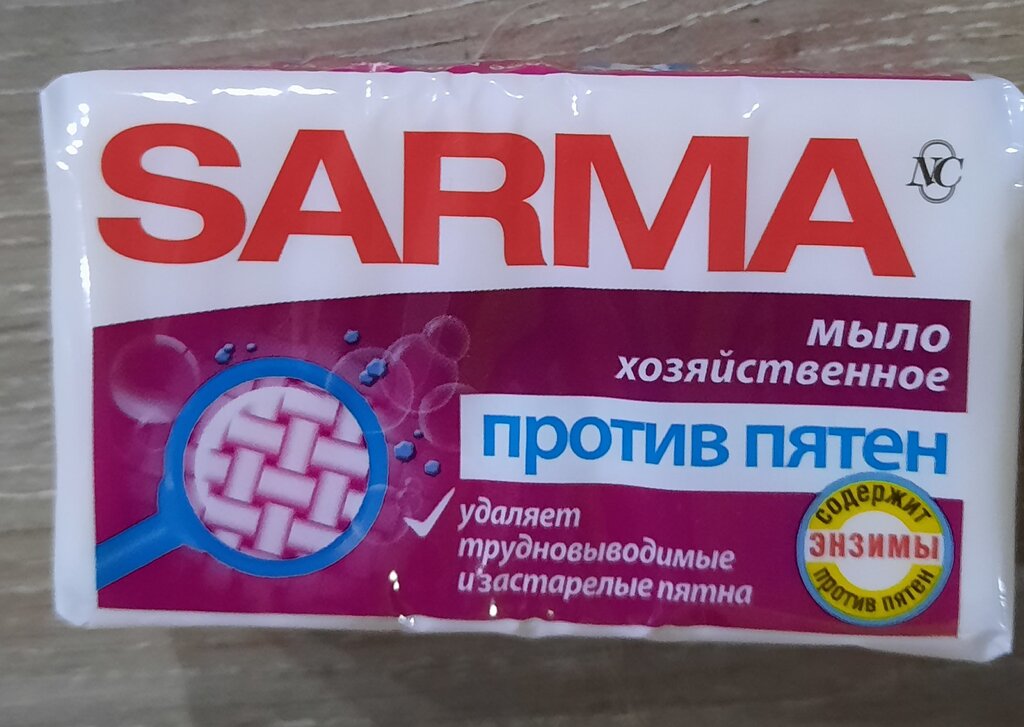 SARMA
NC
мыло
хозяйственное
против пятен
удаляет
трудновыводимые
и застарелые пятна
содержит
ЭНЗИМЫ
против пятен